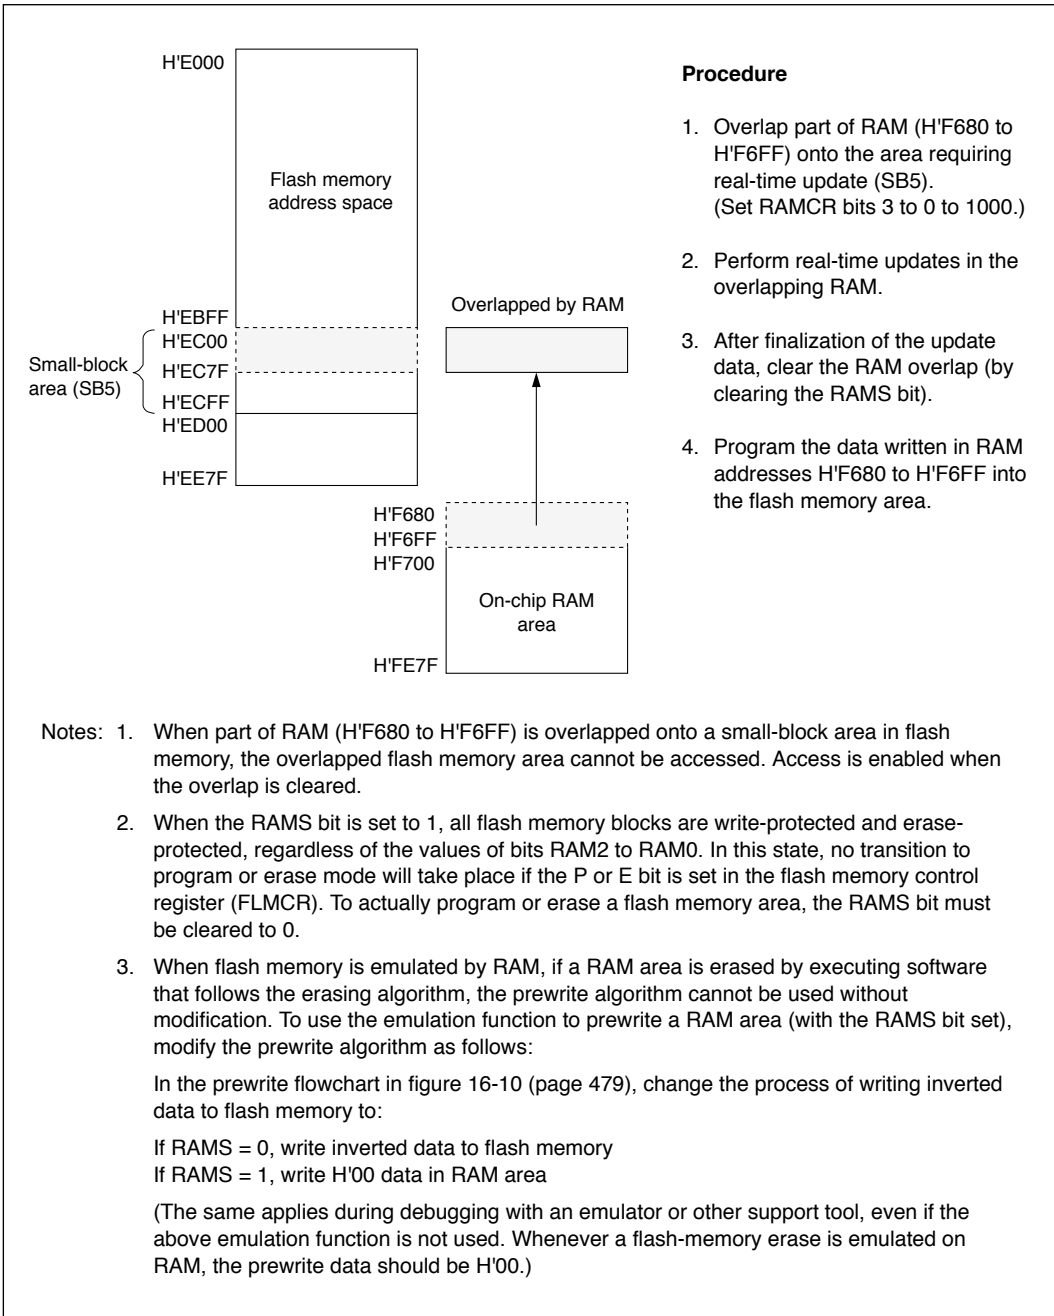 H'E000
Flash memory
address space
H'EBFF
H'EC00
H'EC7F
H'ECFF
H'ED00
H'EE7F
Small-block
area (SB5)
Overlapped by RAM
H'F680
H'F6FF
H'F700
On-chip RAM
area
H'FE7F
Procedure
1. Overlap part of RAM (H'F680 to
H'F6FF) onto the area requiring
real-time update (SB5).
(Set RAMCR bits 3 to 0 to 1000.)
2. Perform real-time updates in the
overlapping RAM.
3. After finalization of the update
data, clear the RAM overlap (by
clearing the RAMS bit).
4. Program the data written in RAM
addresses H'F680 to H'F6FF into
the flash memory area.
Notes: 1. When part of RAM (H'F680 to H'F6FF) is overlapped onto a small-block area in flash
memory, the overlapped flash memory area cannot be accessed. Access is enabled when
the overlap is cleared.
2. When the RAMS bit is set to 1, all flash memory blocks are write-protected and erase-
protected, regardless of the values of bits RAM2 to RAM0. In this state, no transition to
program or erase mode will take place if the P or E bit is set in the flash memory control
register (FLMCR). To actually program or erase a flash memory area, the RAMS bit must
be cleared to 0.
3. When flash memory is emulated by RAM, if a RAM area is erased by executing software
that follows the erasing algorithm, the prewrite algorithm cannot be used without
modification. To use the emulation function to prewrite a RAM area (with the RAMS bit set),
modify the prewrite algorithm as follows:
In the prewrite flowchart in figure 16-10 (page 479), change the process of writing inverted
data to flash memory to:
If RAMS = 0, write inverted data to flash memory
If RAMS = 1, write H'00 data in RAM area
(The same applies during debugging with an emulator or other support tool, even if the
above emulation function is not used. Whenever a flash-memory erase is emulated on
RAM, the prewrite data should be H'00.)